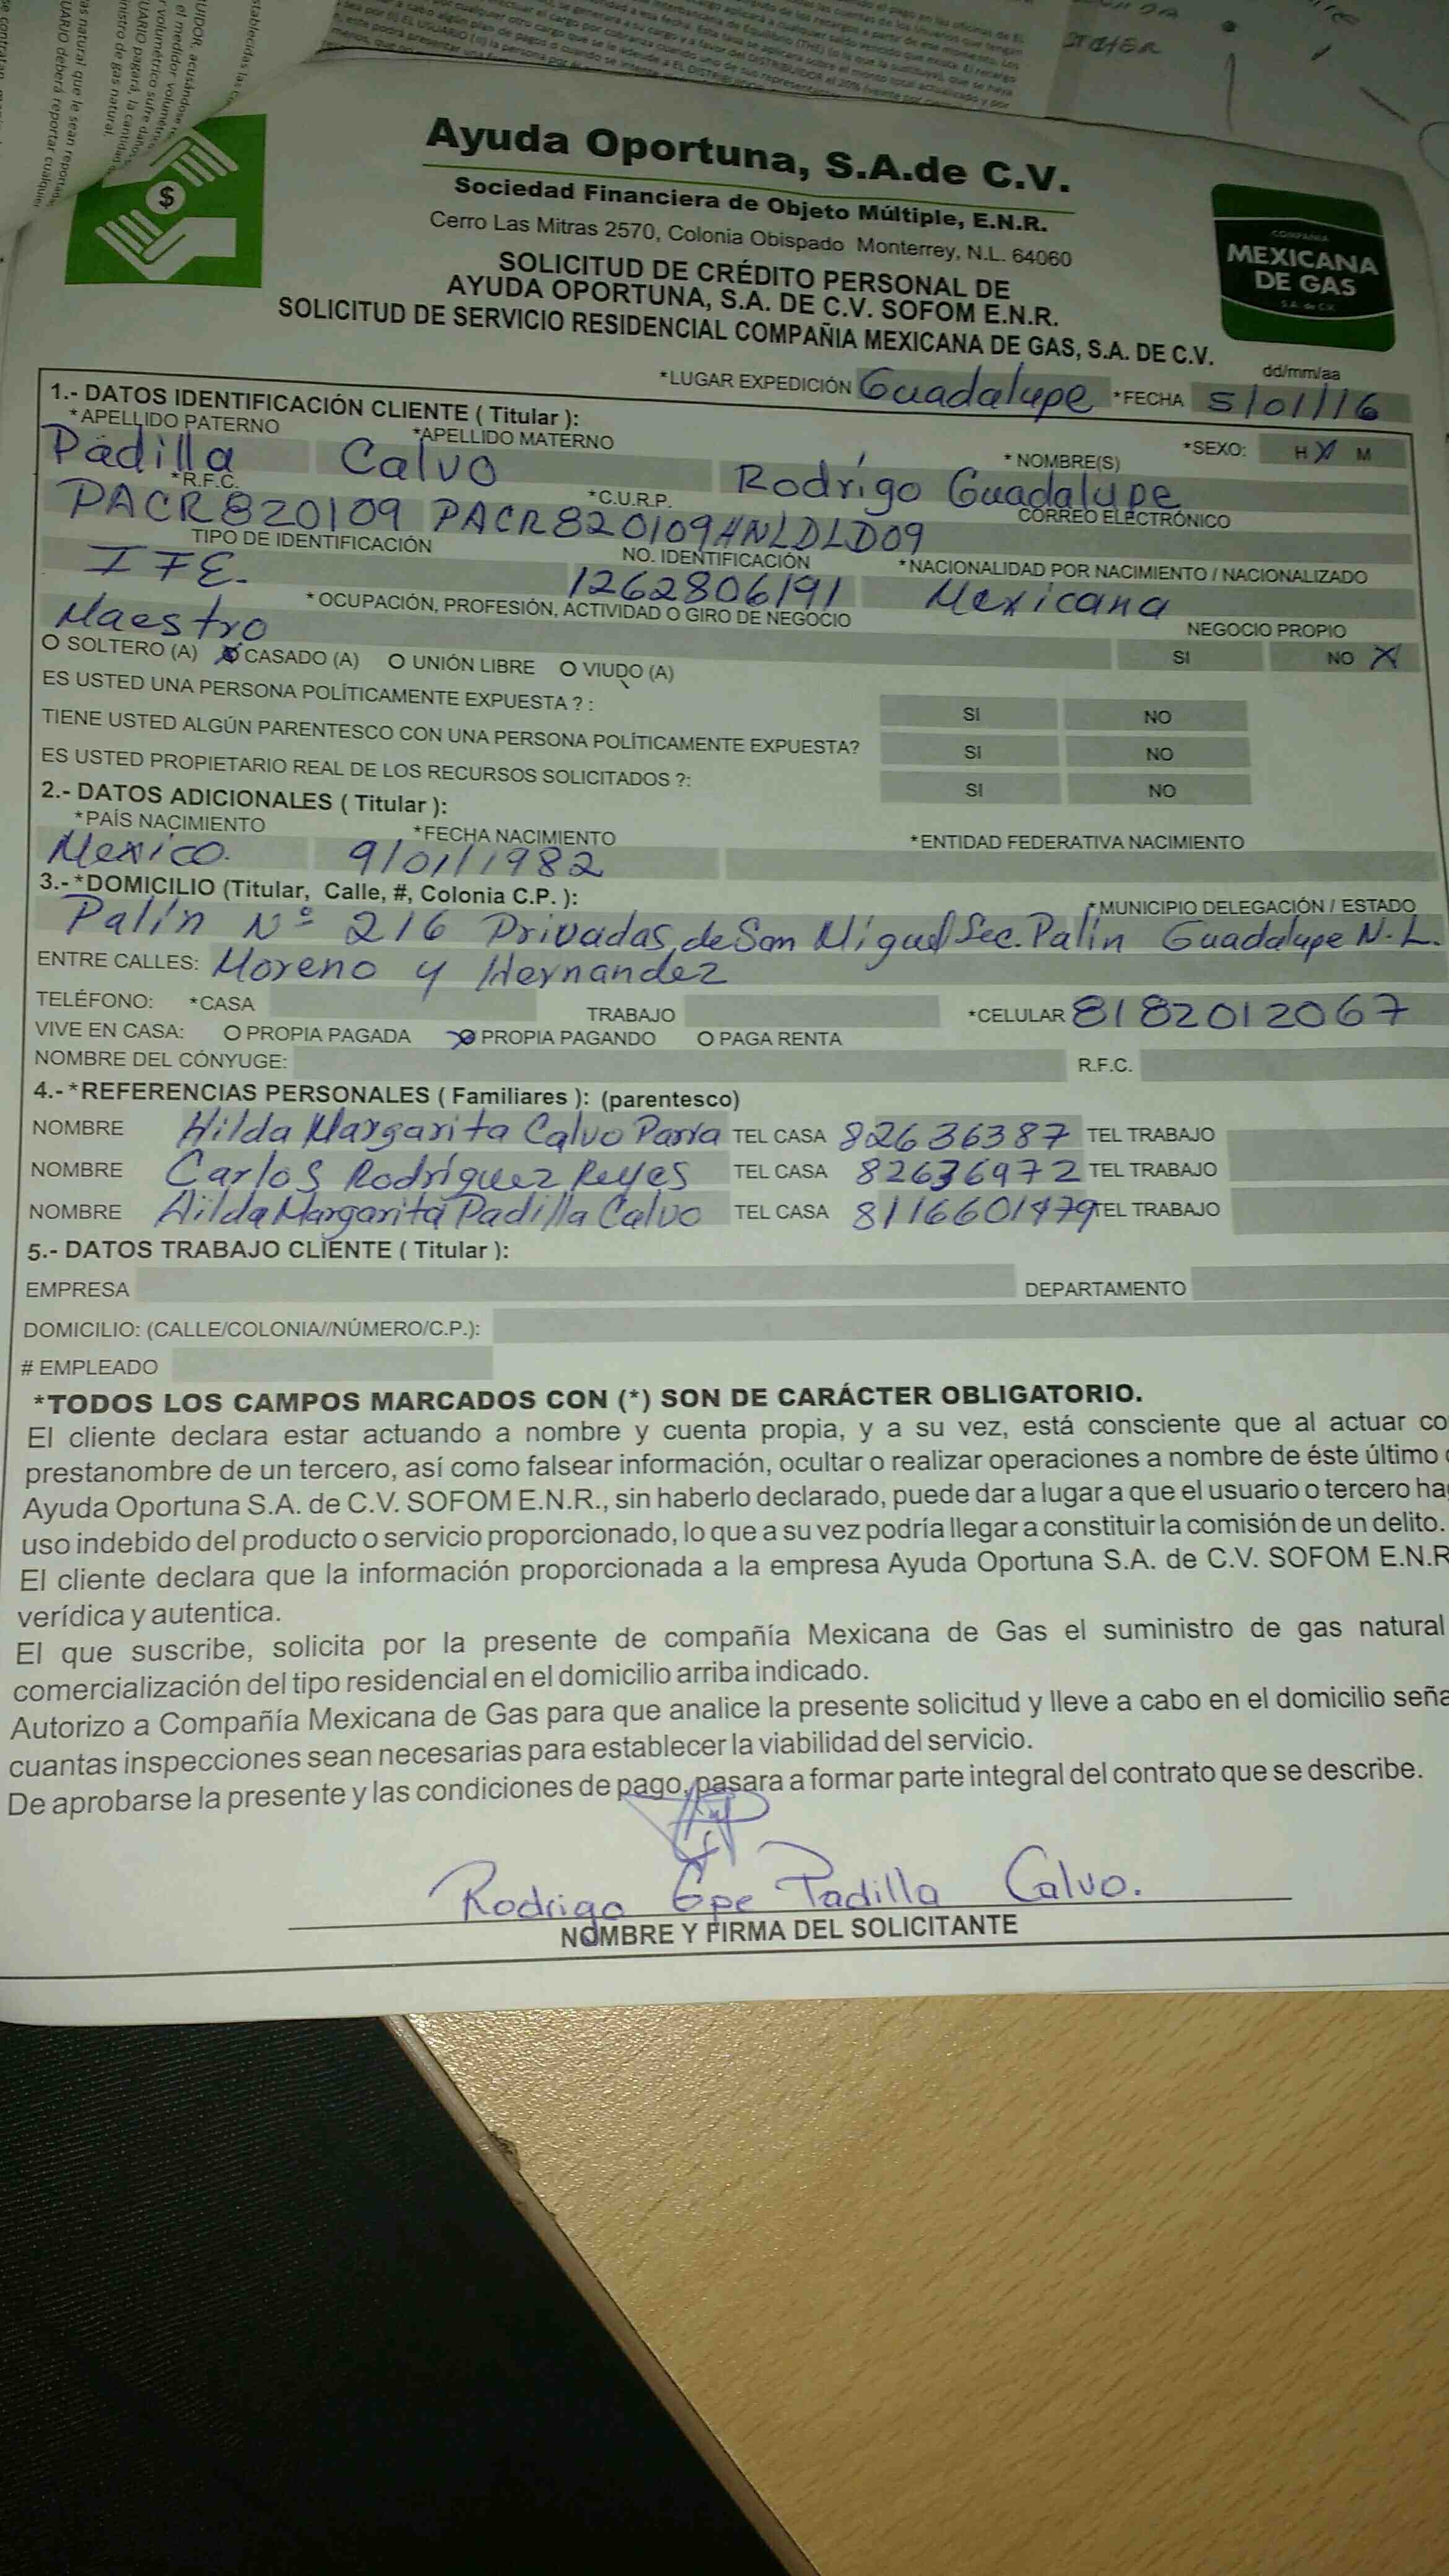 STCHER
$
Ayuda Oportuna, S.A.de C.V.
Sociedad Financiera de Objeto Múltiple, E.N.R.
Cerro Las Mitras 2570, Colonia Obispado Monterrey, N.L. 64060
COMPAÑIA
MEXICANA
DE GAS
S.A. de C.V.
SOLICITUD DE CRÉDITO PERSONAL DE
AYUDA OPORTUNA, S.A. DE C.V. SOFOM E.N.R.
SOLICITUD DE SERVICIO RESIDENCIAL COMPAÑIA MEXICANA DE GAS, S.A. DE C.V.
dd/mm/aa
*LUGAR EXPEDICIÓN Guadalupe *FECHA 5/01/16
1.- DATOS IDENTIFICACIÓN CLIENTE ( Titular ):
*APELLIDO PATERNO *APELLIDO MATERNO *NOMBRE(S) *SEXO: H X M
Padilla Calvo Rodrígo Guadalupe
*R.F.C. *C.U.R.P. CORREO ELECTRÓNICO
PACR820109 PACR820109HNLDLD09
TIPO DE IDENTIFICACIÓN NO. IDENTIFICACIÓN *NACIONALIDAD POR NACIMIENTO / NACIONALIZADO
IFE. 1262806191 Mexicana
*OCUPACIÓN, PROFESIÓN, ACTIVIDAD O GIRO DE NEGOCIO NEGOCIO PROPIO
Maestro
O SOLTERO (A) X CASADO (A) O UNIÓN LIBRE O VIUDO (A) SI NO X
ES USTED UNA PERSONA POLÍTICAMENTE EXPUESTA ? : SI NO
TIENE USTED ALGÚN PARENTESCO CON UNA PERSONA POLÍTICAMENTE EXPUESTA? SI NO
ES USTED PROPIETARIO REAL DE LOS RECURSOS SOLICITADOS ?: SI NO
2.- DATOS ADICIONALES ( Titular ):
*PAÍS NACIMIENTO *FECHA NACIMIENTO *ENTIDAD FEDERATIVA NACIMIENTO
Mexico. 9/01/1982
3.-*DOMICILIO (Titular, Calle, #, Colonia C.P. ): *MUNICIPIO DELEGACIÓN / ESTADO
Palín Nº 216 Privadas de San Miguel Sec. Palín Guadalupe N.L.
ENTRE CALLES: Moreno y Hernandez
TELÉFONO: *CASA TRABAJO *CELULAR 8182012067
VIVE EN CASA: O PROPIA PAGADA X PROPIA PAGANDO O PAGA RENTA
NOMBRE DEL CÓNYUGE: R.F.C.
4.-*REFERENCIAS PERSONALES ( Familiares ): (parentesco)
NOMBRE Hilda Margarita Calvo Parra TEL CASA 82636387 TEL TRABAJO
NOMBRE Carlos Rodríguez Reyes TEL CASA 82636972 TEL TRABAJO
NOMBRE Hilda Margarita Padilla Calvo TEL CASA 8116601479 TEL TRABAJO
5.- DATOS TRABAJO CLIENTE ( Titular ):
EMPRESA DEPARTAMENTO
DOMICILIO: (CALLE/COLONIA//NÚMERO/C.P.):
# EMPLEADO
*TODOS LOS CAMPOS MARCADOS CON (*) SON DE CARÁCTER OBLIGATORIO.
El cliente declara estar actuando a nombre y cuenta propia, y a su vez, está consciente que al actuar co
prestanombre de un tercero, así como falsear información, ocultar o realizar operaciones a nombre de éste último
Ayuda Oportuna S.A. de C.V. SOFOM E.N.R., sin haberlo declarado, puede dar a lugar a que el usuario o tercero ha
uso indebido del producto o servicio proporcionado, lo que a su vez podría llegar a constituir la comisión de un delito.
El cliente declara que la información proporcionada a la empresa Ayuda Oportuna S.A. de C.V. SOFOM E.N.R
verídica y autentica.
El que suscribe, solicita por la presente de compañía Mexicana de Gas el suministro de gas natural
comercialización del tipo residencial en el domicilio arriba indicado.
Autorizo a Compañía Mexicana de Gas para que analice la presente solicitud y lleve a cabo en el domicilio seña
cuantas inspecciones sean necesarias para establecer la viabilidad del servicio.
De aprobarse la presente y las condiciones de pago, pasara a formar parte integral del contrato que se describe.
Rodrigo Gpe Padilla Calvo.
NOMBRE Y FIRMA DEL SOLICITANTE